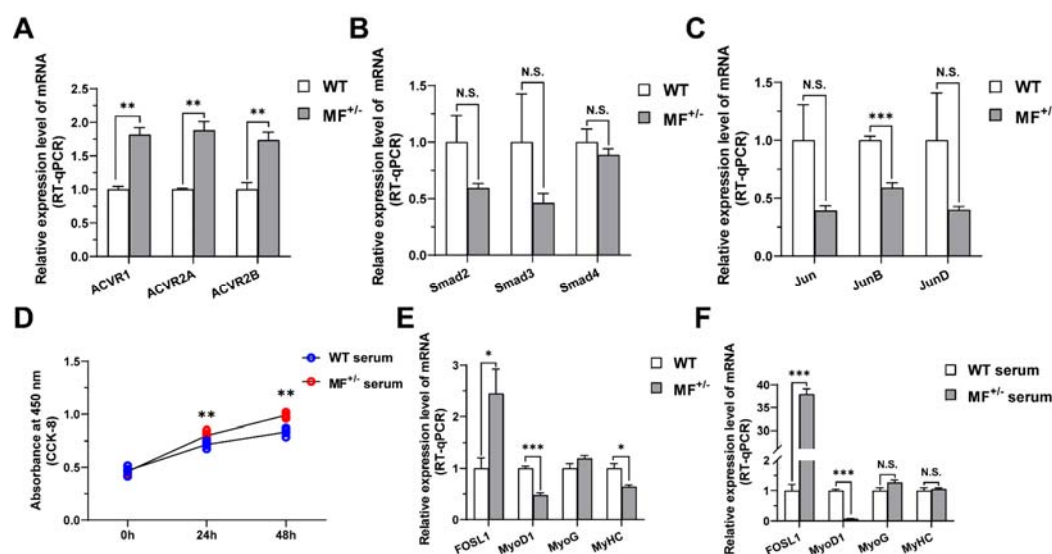 A
Relative expression level of mRNA
(RT-qPCR)
2.5
2.0
1.5
1.0
0.5
0.0
**
**
**
ACVR1
ACVR2A
ACVR2B
WT
MF+/-
B
Relative expression level of mRNA
(RT-qPCR)
1.5
1.0
0.5
0.0
N.S.
N.S.
N.S.
Smad2
Smad3
Smad4
WT
MF+/-
C
Relative expression level of mRNA
(RT-qPCR)
1.5
1.0
0.5
0.0
N.S.
***
N.S.
Jun
JunB
JunD
WT
MF+/
D
Absorbance at 450 nm
(CCK-8)
1.5
1.0
0.5
0.0
**
**
0h
24h
48h
WT serum
MF+/- serum
E
Relative expression level of mRNA
(RT-qPCR)
3
2
1
0
*
***
*
FOSL1
MyoD1
MyoG
MyHC
WT
MF+/-
F
Relative expression level of mRNA
(RT-qPCR)
40
35
30
2
1
0
***
***
N.S.
N.S.
FOSL1
MyoD1
MyoG
MyHC
WT serum
MF+/- serum